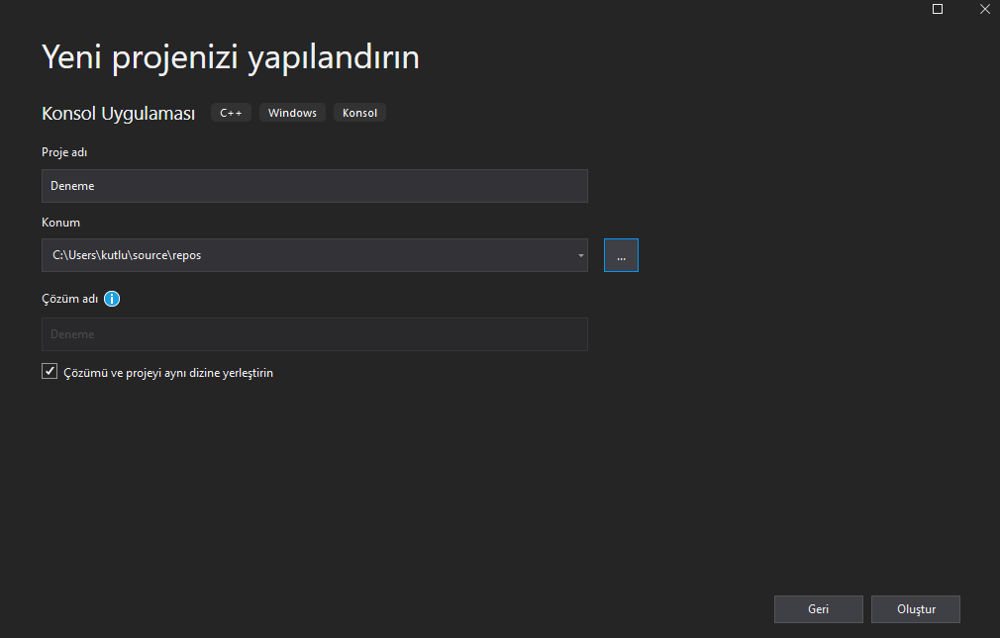 Yeni projenizi yapılandırın
Konsol Uygulaması C++ Windows Konsol
Proje adı
Deneme
Konum
C:\Users\kutlu\source\repos
...
Çözüm adı
Deneme
Çözümü ve projeyi aynı dizine yerleştirin
Geri Oluştur